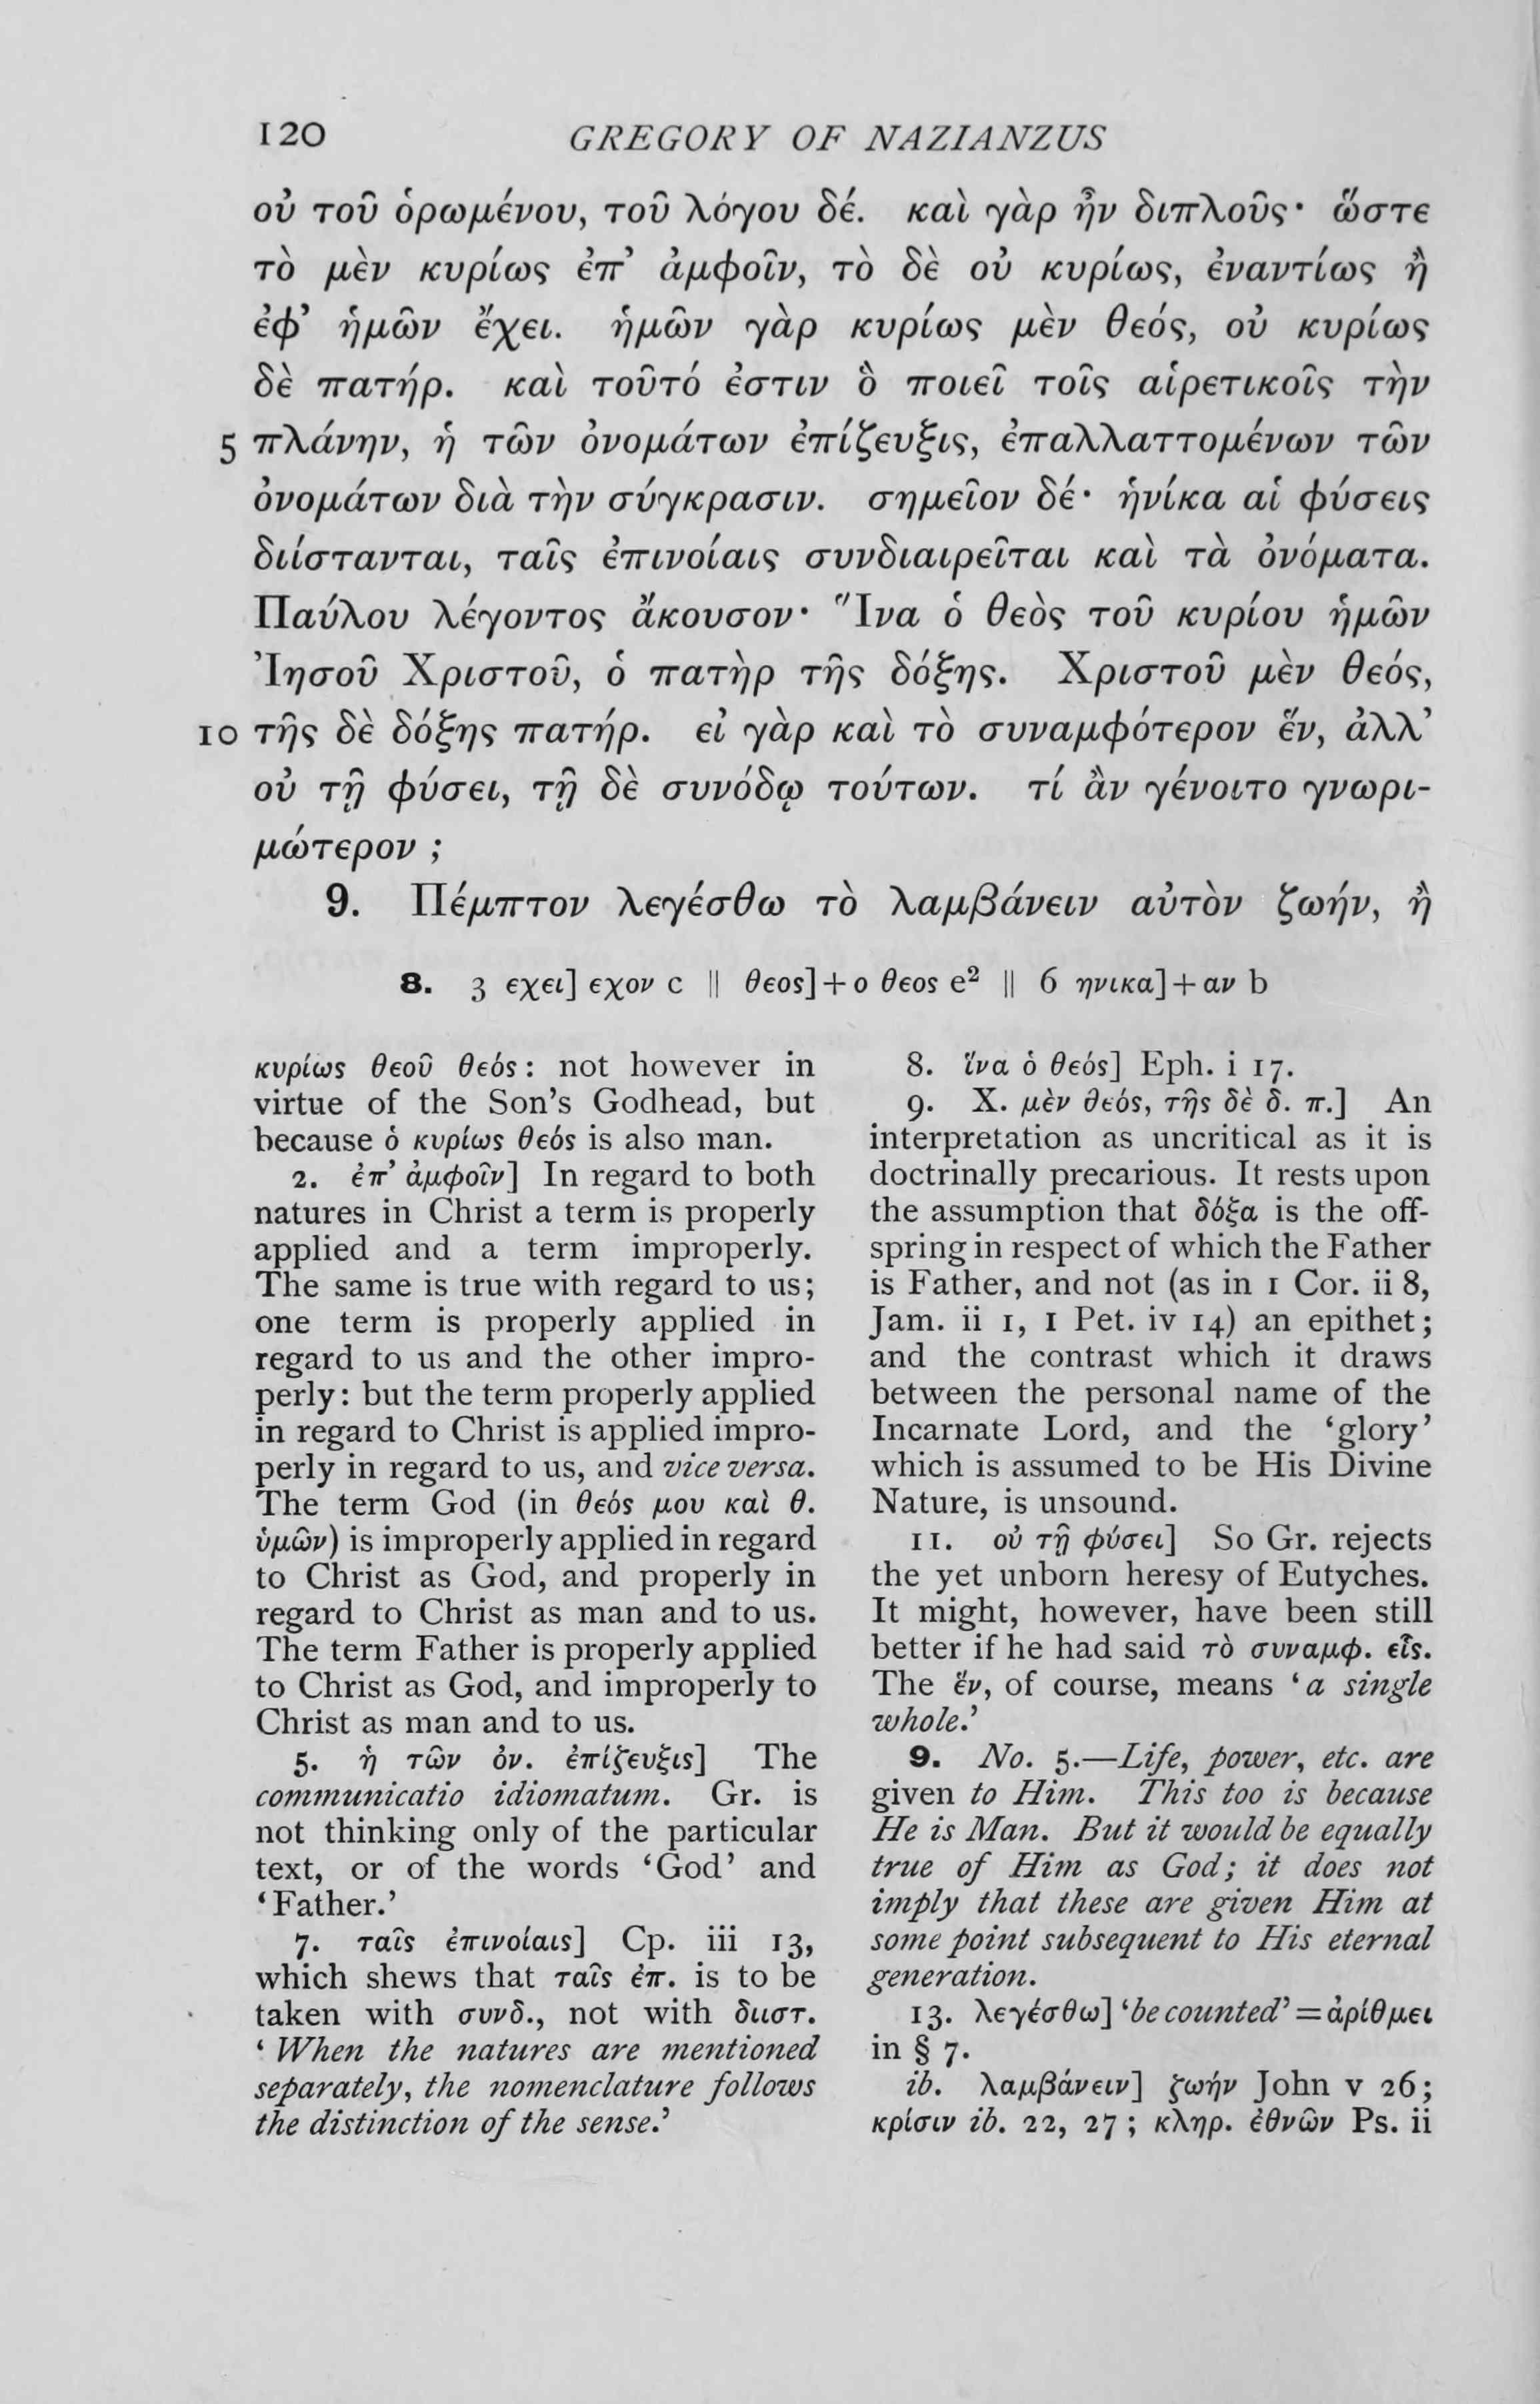 120 GREGORY OF NAZIANZUS
οὐ τοῦ ὁρωμένου, τοῦ λόγου δέ. καὶ γὰρ ἦν διπλοῦς· ὥστε
τὸ μὲν κυρίως ἐπ’ ἀμφοῖν, τὸ δὲ οὐ κυρίως, ἐναντίως ἢ
ἐφ’ ἡμῶν ἔχει. ἡμῶν γὰρ κυρίως μὲν θεός, οὐ κυρίως
δὲ πατήρ. καὶ τοῦτό ἐστιν ὃ ποιεῖ τοῖς αἱρετικοῖς τὴν
5 πλάνην, ἡ τῶν ὀνομάτων ἐπίζευξις, ἐπαλλαττομένων τῶν
ὀνομάτων διὰ τὴν σύγκρασιν. σημεῖον δέ· ἡνίκα αἱ φύσεις
διίστανται, ταῖς ἐπινοίαις συνδιαιρεῖται καὶ τὰ ὀνόματα.
Παύλου λέγοντος ἄκουσον· Ἵνα ὁ θεὸς τοῦ κυρίου ἡμῶν
Ἰησοῦ Χριστοῦ, ὁ πατὴρ τῆς δόξης. Χριστοῦ μὲν θεός,
10 τῆς δὲ δόξης πατήρ. εἰ γὰρ καὶ τὸ συναμφότερον ἕν, ἀλλ’
οὐ τῇ φύσει, τῇ δὲ συνόδῳ τούτων. τί ἂν γένοιτο γνωρι-
μώτερον ;
9. Πέμπτον λεγέσθω τὸ λαμβάνειν αὐτὸν ζωήν, ἢ
8. 3 εχει] εχον c || θεος]+ο θεος e² || 6 ηνικα]+αν b
κυρίως θεοῦ θεός: not however in
virtue of the Son’s Godhead, but
because ὁ κυρίως θεός is also man.
2. ἐπ’ ἀμφοῖν] In regard to both
natures in Christ a term is properly
applied and a term improperly.
The same is true with regard to us;
one term is properly applied in
regard to us and the other impro-
perly: but the term properly applied
in regard to Christ is applied impro-
perly in regard to us, and vice versa.
The term God (in θεός μου καὶ θ.
ὑμῶν) is improperly applied in regard
to Christ as God, and properly in
regard to Christ as man and to us.
The term Father is properly applied
to Christ as God, and improperly to
Christ as man and to us.
5. ἡ τῶν ὀν. ἐπίζευξις] The
communicatio idiomatum. Gr. is
not thinking only of the particular
text, or of the words ‘God’ and
‘Father.’
7. ταῖς ἐπινοίαις] Cp. iii 13,
which shews that ταῖς ἐπ. is to be
taken with συνδ., not with διιστ.
‘When the natures are mentioned
separately, the nomenclature follows
the distinction of the sense.’
8. ἵνα ὁ θεός] Eph. i 17.
9. Χ. μὲν θεός, τῆς δὲ δ. π.] An
interpretation as uncritical as it is
doctrinally precarious. It rests upon
the assumption that δόξα is the off-
spring in respect of which the Father
is Father, and not (as in 1 Cor. ii 8,
Jam. ii 1, 1 Pet. iv 14) an epithet;
and the contrast which it draws
between the personal name of the
Incarnate Lord, and the ‘glory’
which is assumed to be His Divine
Nature, is unsound.
11. οὐ τῇ φύσει] So Gr. rejects
the yet unborn heresy of Eutyches.
It might, however, have been still
better if he had said τὸ συναμφ. εἷς.
The ἕν, of course, means ‘a single
whole.’
9. No. 5.—Life, power, etc. are
given to Him. This too is because
He is Man. But it would be equally
true of Him as God; it does not
imply that these are given Him at
some point subsequent to His eternal
generation.
13. λεγέσθω] ‘be counted’ = ἀρίθμει
in § 7.
ib. λαμβάνειν] ζωήν John v 26;
κρίσιν ib. 22, 27; κληρ. ἐθνῶν Ps. ii